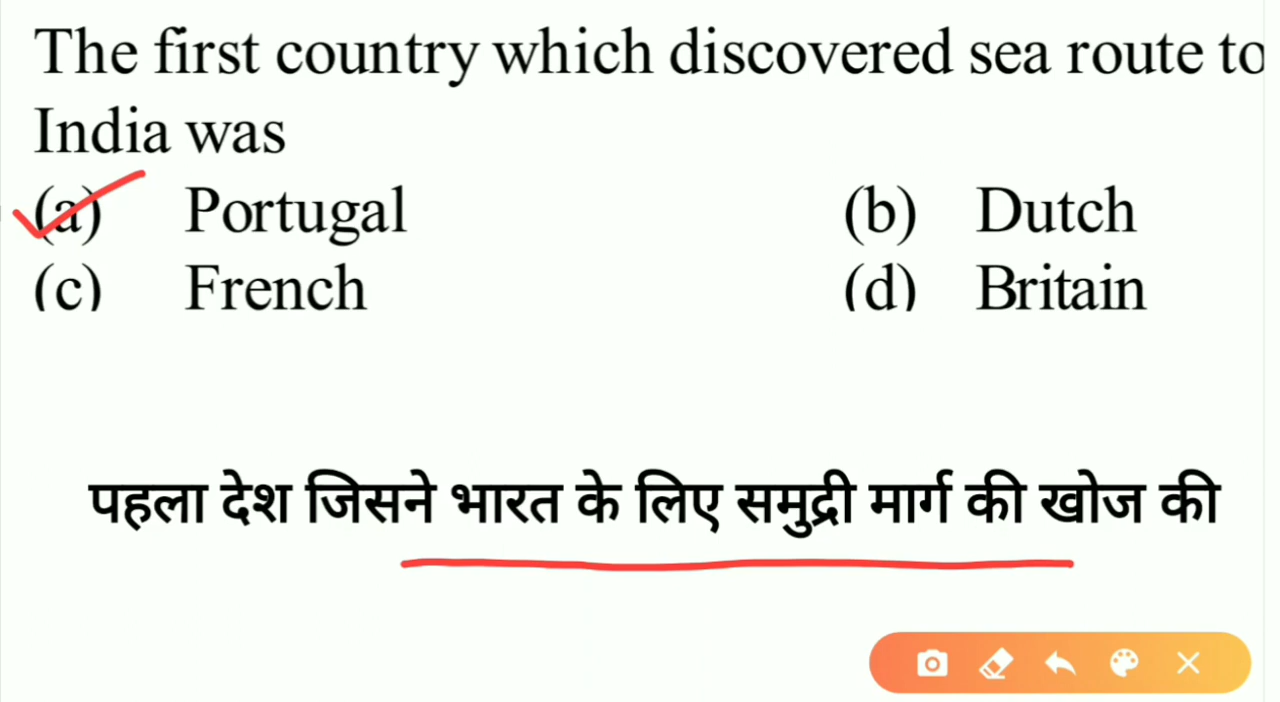 The first country which discovered sea route to
India was
(a) Portugal (b) Dutch
(c) French (d) Britain
पहला देश जिसने भारत के लिए समुद्री मार्ग की खोज की